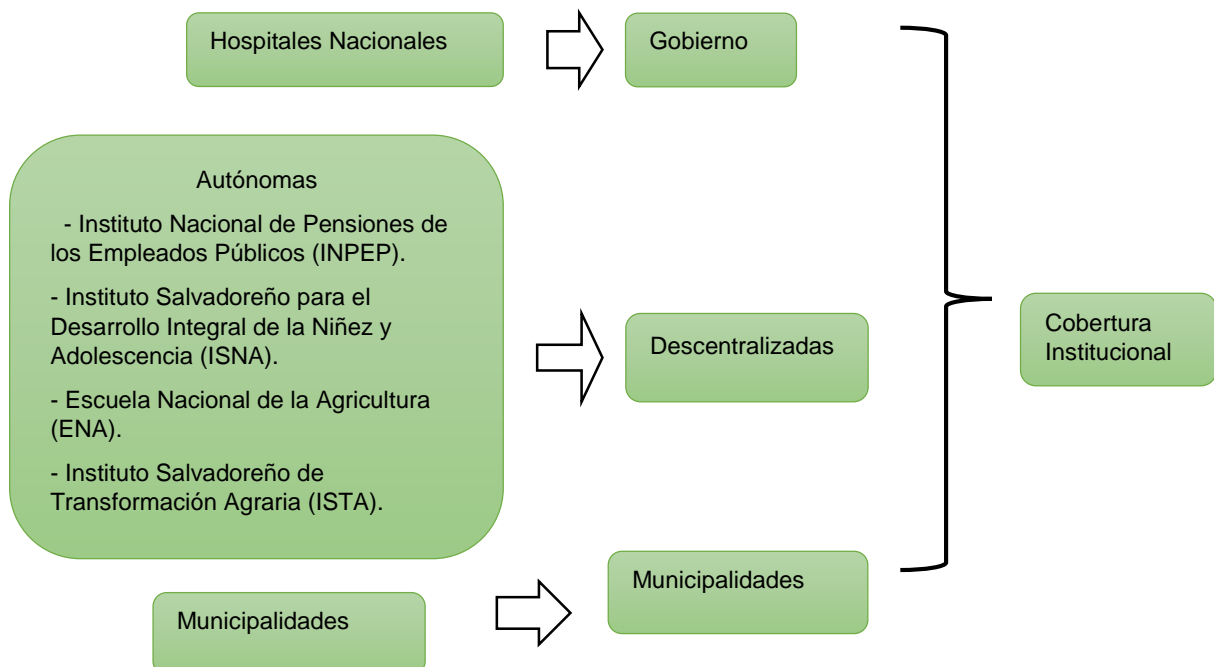 Hospitales Nacionales
Gobierno
Autónomas
- Instituto Nacional de Pensiones de
los Empleados Públicos (INPEP).
- Instituto Salvadoreño para el
Desarrollo Integral de la Niñez y
Adolescencia (ISNA).
- Escuela Nacional de la Agricultura
(ENA).
- Instituto Salvadoreño de
Transformación Agraria (ISTA).
Descentralizadas
Cobertura
Institucional
Municipalidades
Municipalidades